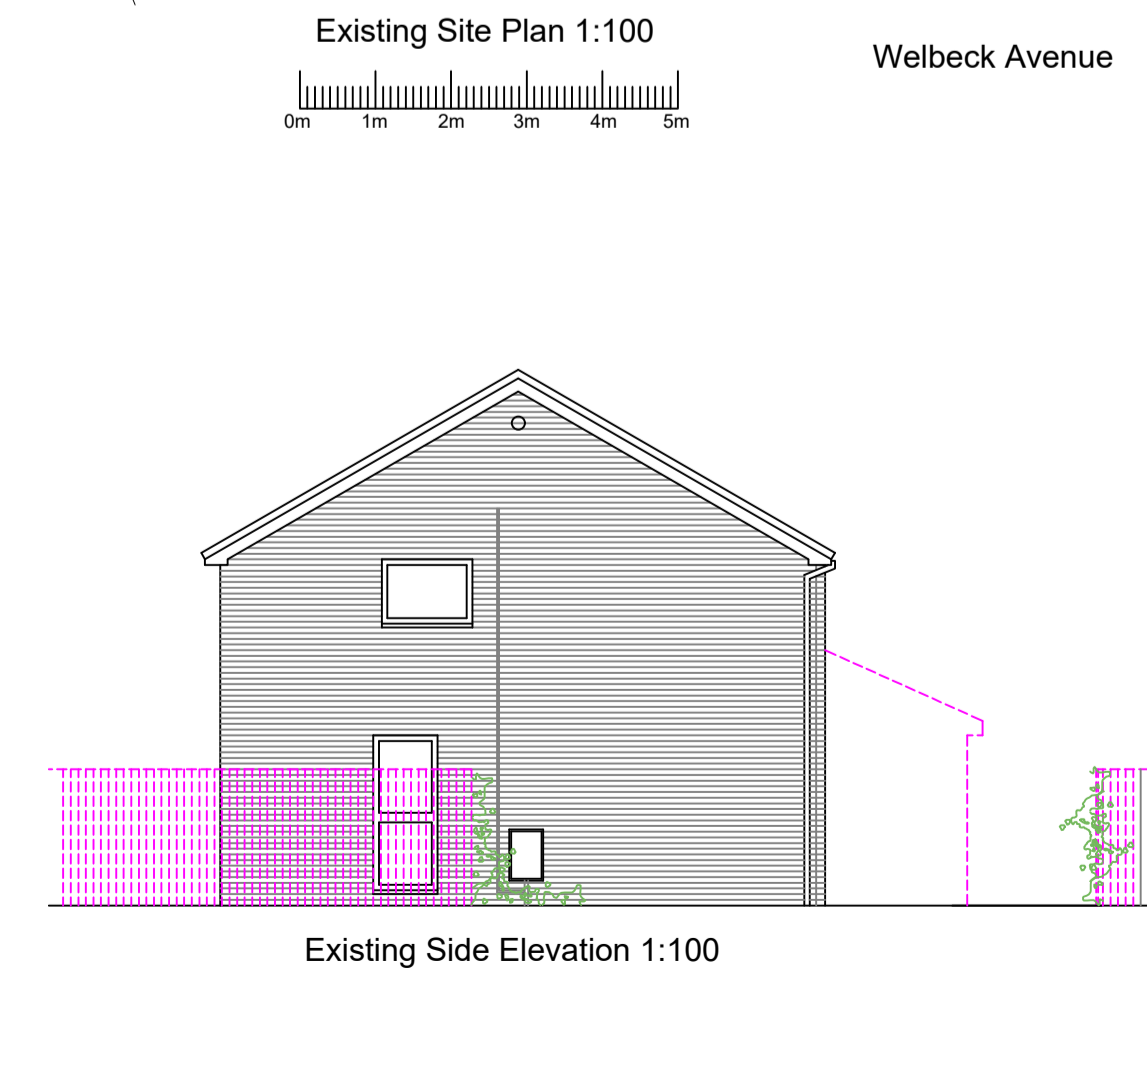 Existing Site Plan 1:100
Welbeck Avenue
0m 1m 2m 3m 4m 5m
Existing Side Elevation 1:100